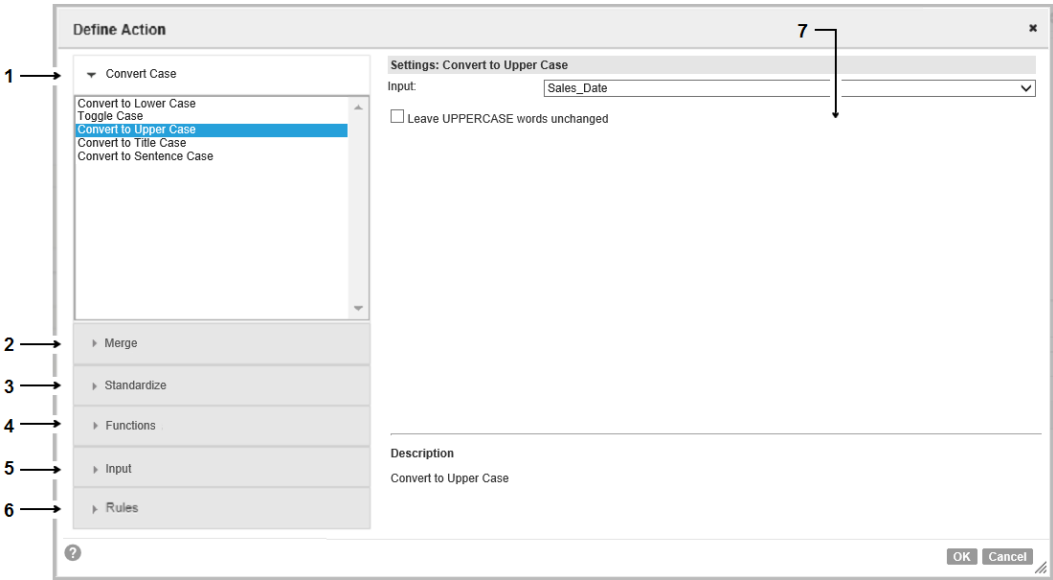 7
Define Action
1
Convert Case
Convert to Lower Case
Toggle Case
Convert to Upper Case
Convert to Title Case
Convert to Sentence Case
2
Merge
3
Standardize
4
Functions
5
Input
6
Rules
Settings: Convert to Upper Case
Input: Sales_Date
Leave UPPERCASE words unchanged
Description
Convert to Upper Case
?
OK Cancel